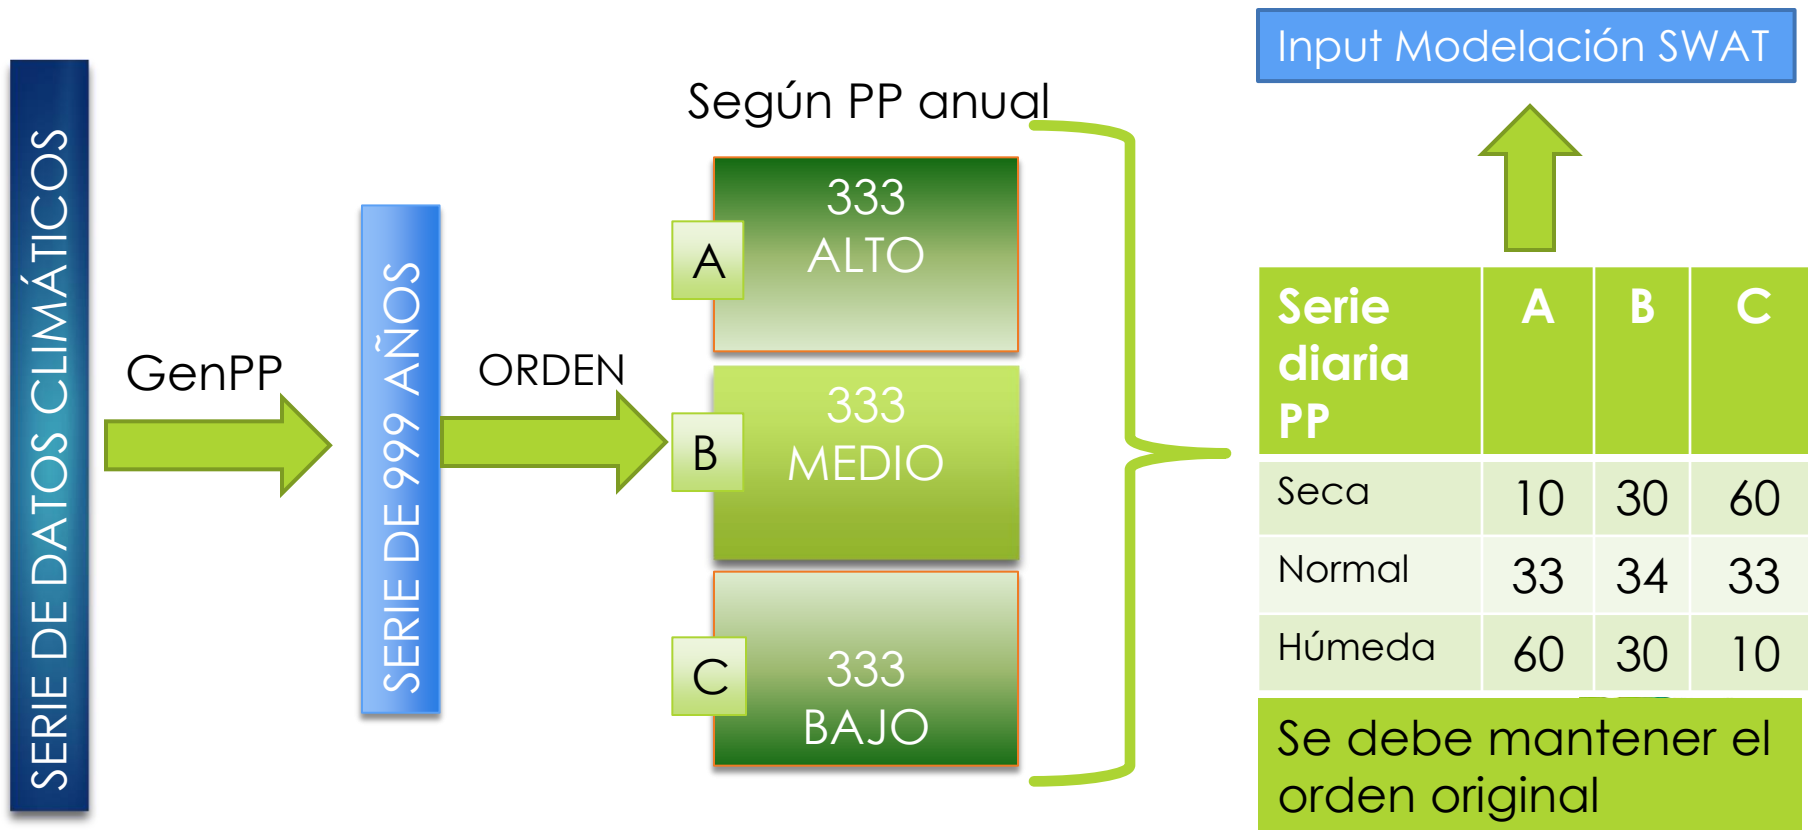 SERIE DE DATOS CLIMÁTICOS
GenPP
SERIE DE 999 AÑOS
ORDEN
Según PP anual
A
333
ALTO
B
333
MEDIO
C
333
BAJO
Input Modelación SWAT
Serie diaria PP A B C
Seca 10 30 60
Normal 33 34 33
Húmeda 60 30 10
Se debe mantener el
orden original